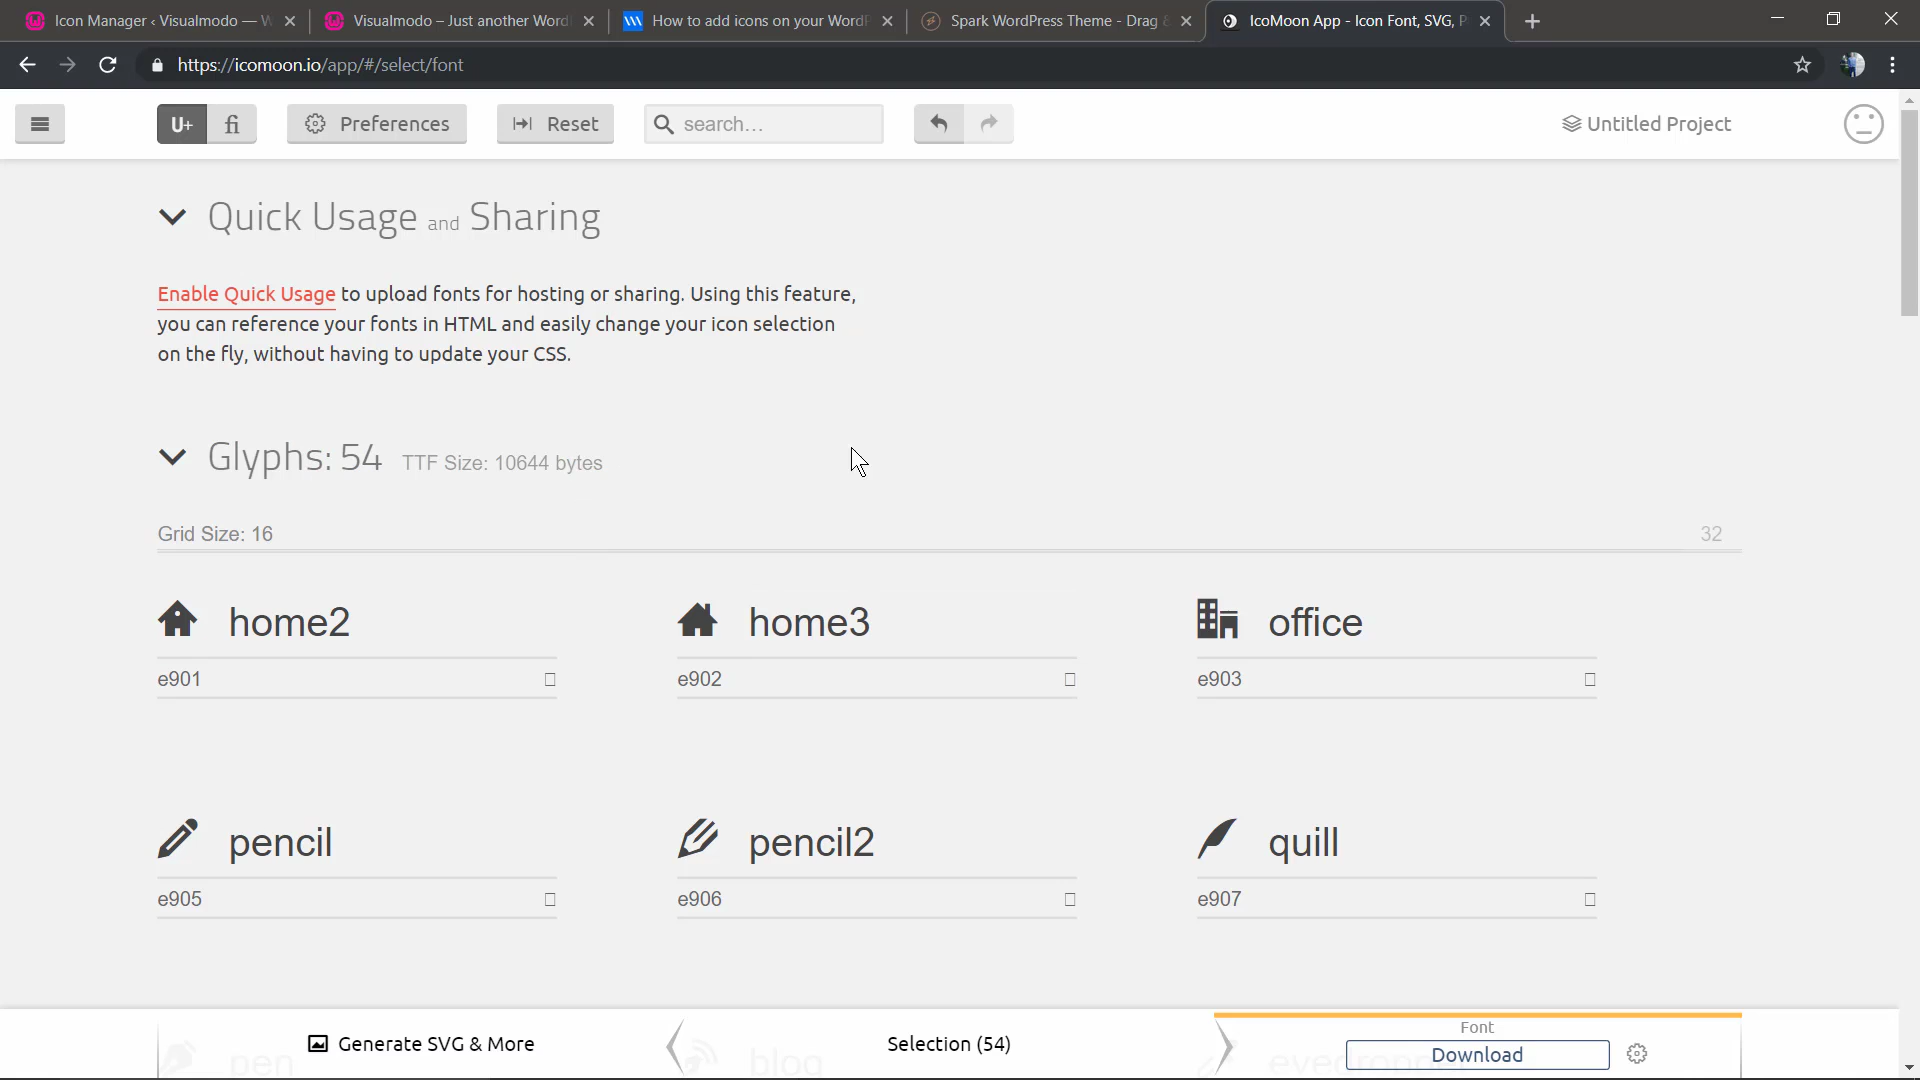 Icon Manager ‹ Visualmodo — W
Visualmodo – Just another Word
How to add icons on your WordP
Spark WordPress Theme - Drag &
IcoMoon App - Icon Font, SVG, P
https://icomoon.io/app/#/select/font
U+
fi
Preferences
Reset
search...
Untitled Project
Quick Usage and Sharing
Enable Quick Usage to upload fonts for hosting or sharing. Using this feature,
you can reference your fonts in HTML and easily change your icon selection
on the fly, without having to update your CSS.
Glyphs: 54 TTF Size: 10644 bytes
Grid Size: 16
32
home2
home3
office
e901
e902
e903
pencil
pencil2
quill
e905
e906
e907
Generate SVG & More
Selection (54)
Font
Download
pen
blog
eyedropper